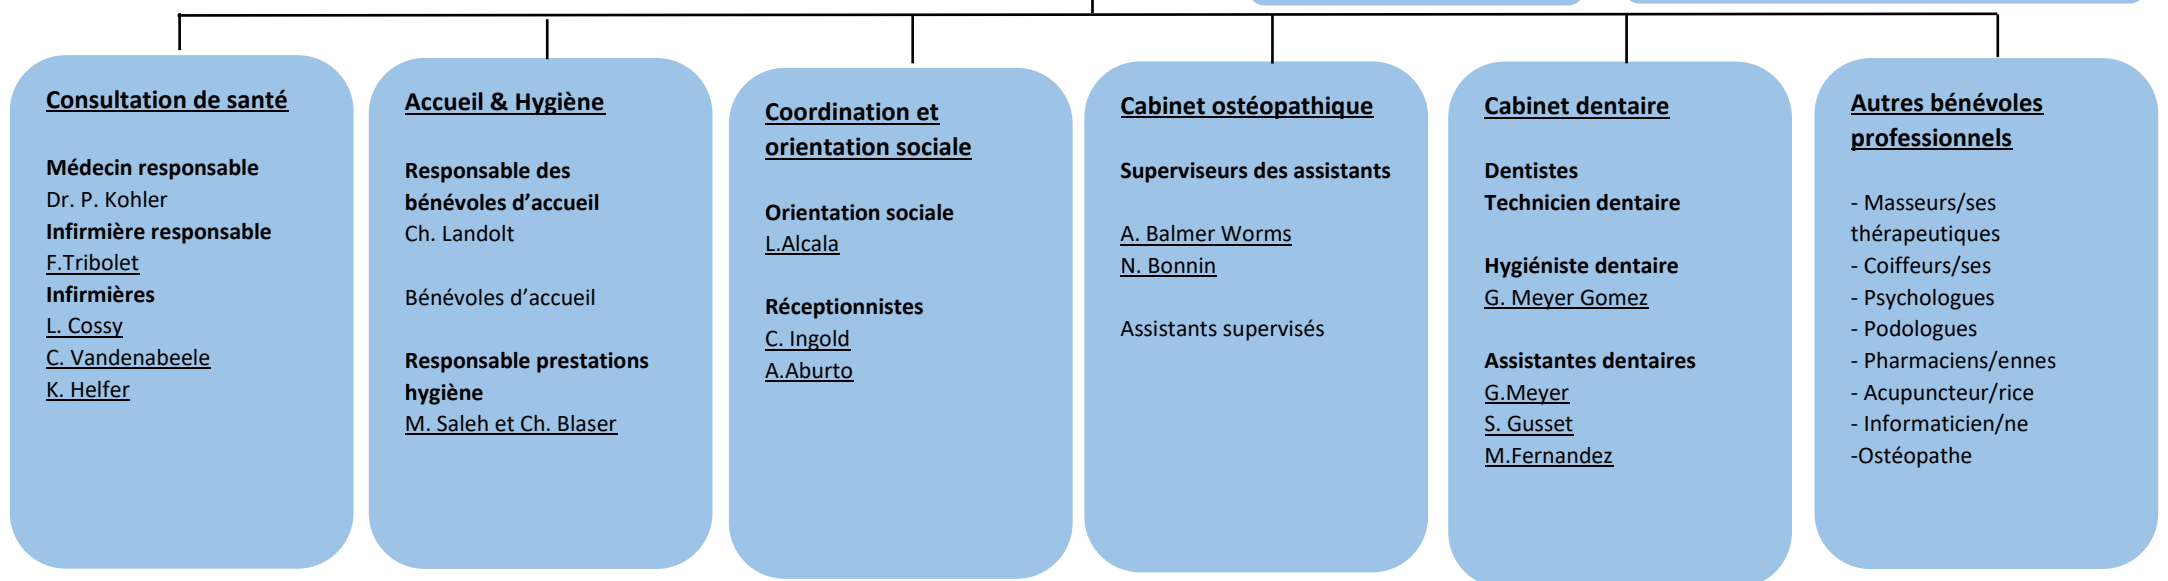 Consultation de santé
Médecin responsable
Dr. P. Kohler
Infirmière responsable
F.Tribolet
Infirmières
L. Cossy
C. Vandenabeele
K. Helfer
Accueil & Hygiène
Responsable des
bénévoles d’accueil
Ch. Landolt
Bénévoles d’accueil
Responsable prestations
hygiène
M. Saleh et Ch. Blaser
Coordination et
orientation sociale
Orientation sociale
L.Alcala
Réceptionnistes
C. Ingold
A.Aburto
Cabinet ostéopathique
Superviseurs des assistants
A. Balmer Worms
N. Bonnin
Assistants supervisés
Cabinet dentaire
Dentistes
Technicien dentaire
Hygiéniste dentaire
G. Meyer Gomez
Assistantes dentaires
G.Meyer
S. Gusset
M.Fernandez
Autres bénévoles
professionnels
- Masseurs/ses
thérapeutiques
- Coiffeurs/ses
- Psychologues
- Podologues
- Pharmaciens/ennes
- Acupuncteur/rice
- Informaticien/ne
-Ostéopathe